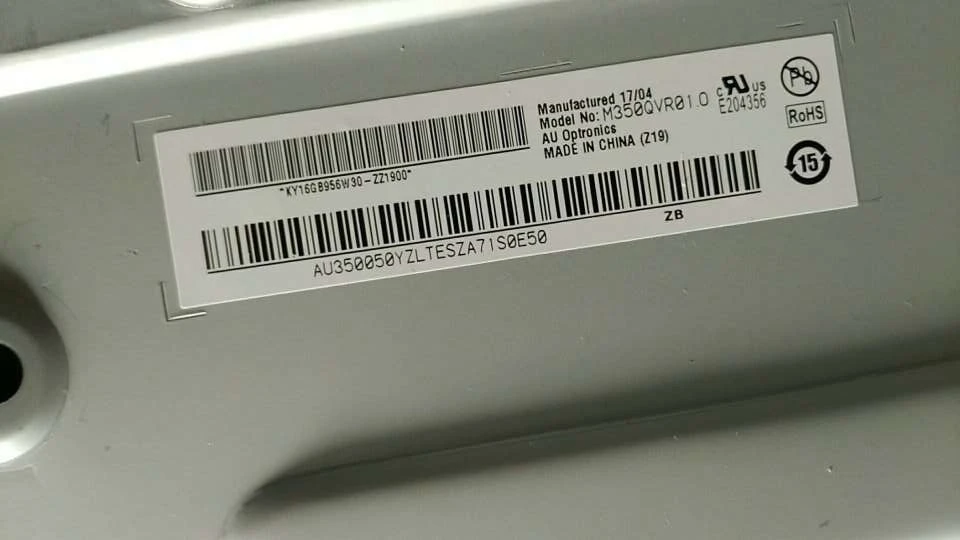 Manufactured 17/04
Model No: M350QVR01.0
AU Optronics
MADE IN CHINA (Z19)
c RU us
E204356
Pb
RoHS
15
"KY16GB956W30-ZZ1900"
AU350050YZLTESZA71S0E50
ZB